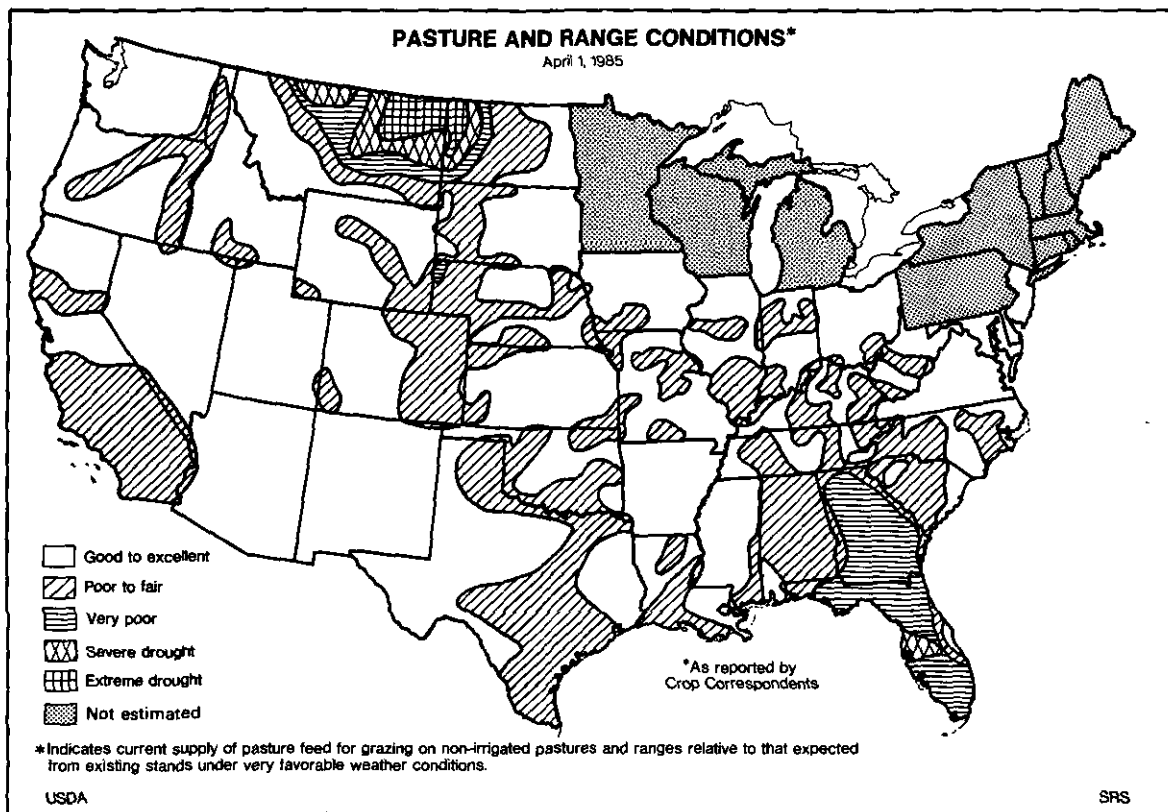 PASTURE AND RANGE CONDITIONS*
April 1, 1985
Good to excellent
Poor to fair
Very poor
Severe drought
Extreme drought
Not estimated
*As reported by
Crop Correspondents
*Indicates current supply of pasture feed for grazing on non-irrigated pastures and ranges relative to that expected
from existing stands under very favorable weather conditions.
USDA
SRS